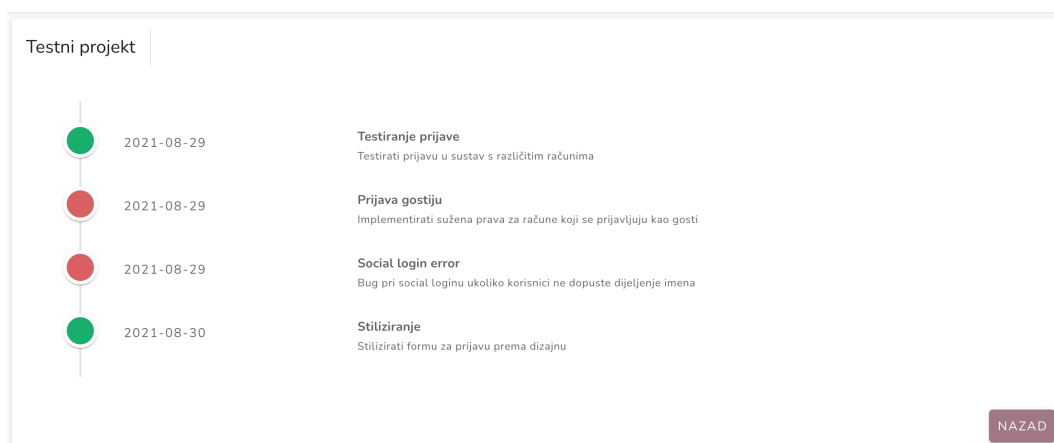 Testni projekt
2021-08-29
Testiranje prijave
Testirati prijavu u sustav s različitim računima
2021-08-29
Prijava gostiju
Implementirati sužena prava za račune koji se prijavljuju kao gosti
2021-08-29
Social login error
Bug pri social loginu ukoliko korisnici ne dopuste dijeljenje imena
2021-08-30
Stiliziranje
Stilizirati formu za prijavu prema dizajnu
NAZAD